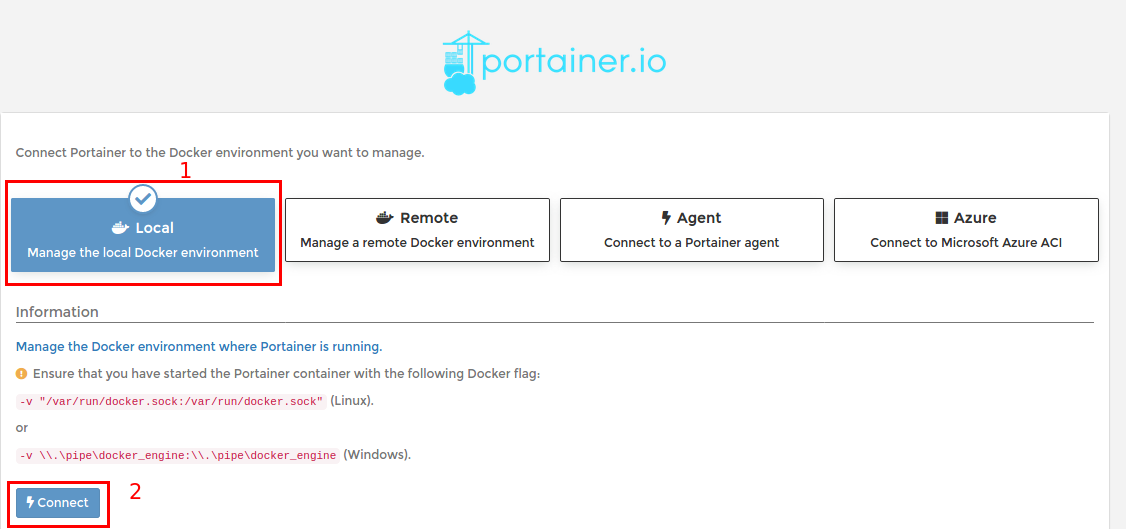 portainer.io
Connect Portainer to the Docker environment you want to manage.
1
Local
Manage the local Docker environment
Remote
Manage a remote Docker environment
Agent
Connect to a Portainer agent
Azure
Connect to Microsoft Azure ACI
Information
Manage the Docker environment where Portainer is running.
Ensure that you have started the Portainer container with the following Docker flag:
-v "/var/run/docker.sock:/var/run/docker.sock" (Linux).
or
-v \\.\pipe\docker_engine:\\.\pipe\docker_engine (Windows).
Connect 2